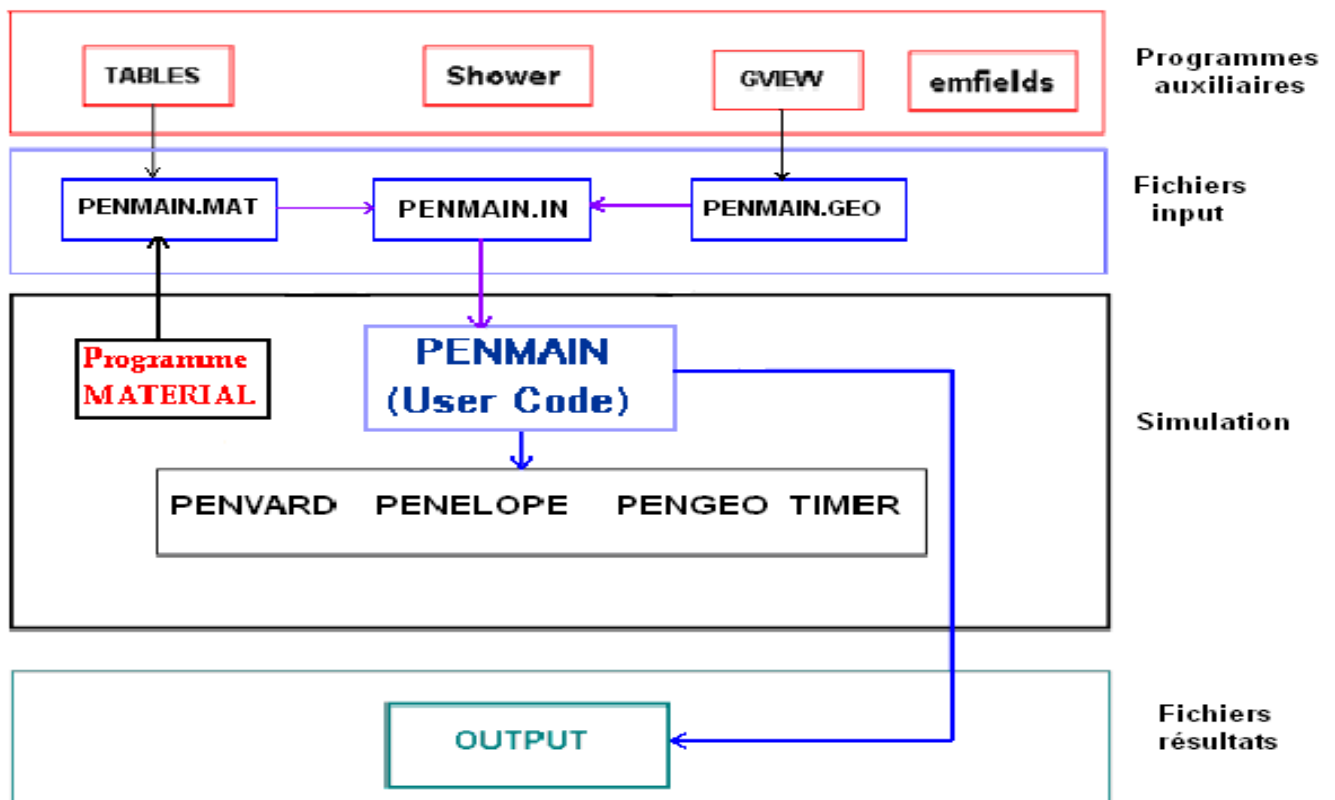 TABLES
Shower
GVIEW
emfields
Programmes
auxiliaires
PENMAIN.MAT
PENMAIN.IN
PENMAIN.GEO
Fichiers
input
Programme
MATERIAL
PENMAIN
(User Code)
Simulation
PENVARD PENELOPE PENGEO TIMER
OUTPUT
Fichiers
résultats